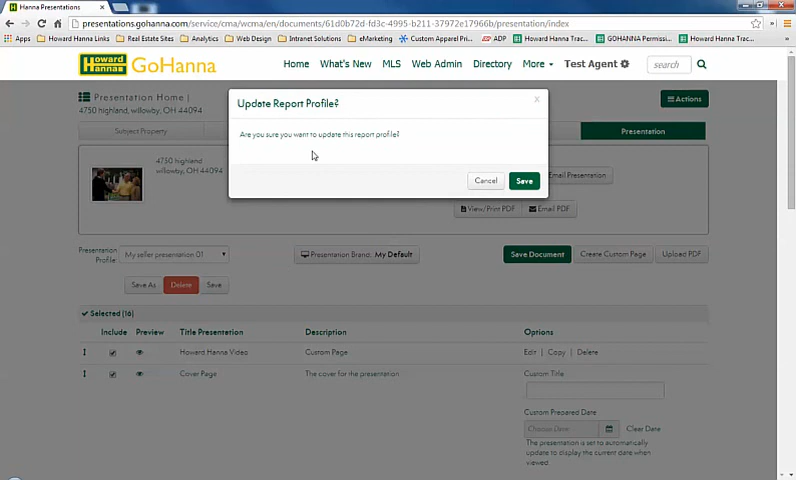 Hanna Presentations
presentations.gohanna.com/service/crma/wcma/en/documents/61d0b72d-fd3c-4995-b211-37972e17966b/presentation/index
Apps Howard Hanna Links Real Estate Sites Analytics Web Design Intranet Solutions eMarketing Custom Apparel Pri... ADP Howard Hanna Trac... GOHANNA Permissi... Howard Hanna Trac...
Howard Hanna GoHanna Home What's New MLS Web Admin Directory More Test Agent search
Presentation Home |
4750 highland, willowby, OH 44094
Actions
Update Report Profile?
×
Are you sure you want to update this report profile?
Cancel Save
Subject Property Presentation
4750 highland
willowby, OH 44094
Email Presentation
View/Print PDF Email PDF
Presentation
Profile:
My seller presentation 01
Presentation Brand: My Default
Save Document Create Custom Page Upload PDF
Save As Delete Save
Selected (16)
Include Preview Title Presentation Description Options
Howard Hanna Video Custom Page Edit | Copy | Delete
Cover Page The cover for the presentation Custom Title
Custom Prepared Date
Choose Date Clear Date
The presentation is set to automatically
update to display the current date when
viewed